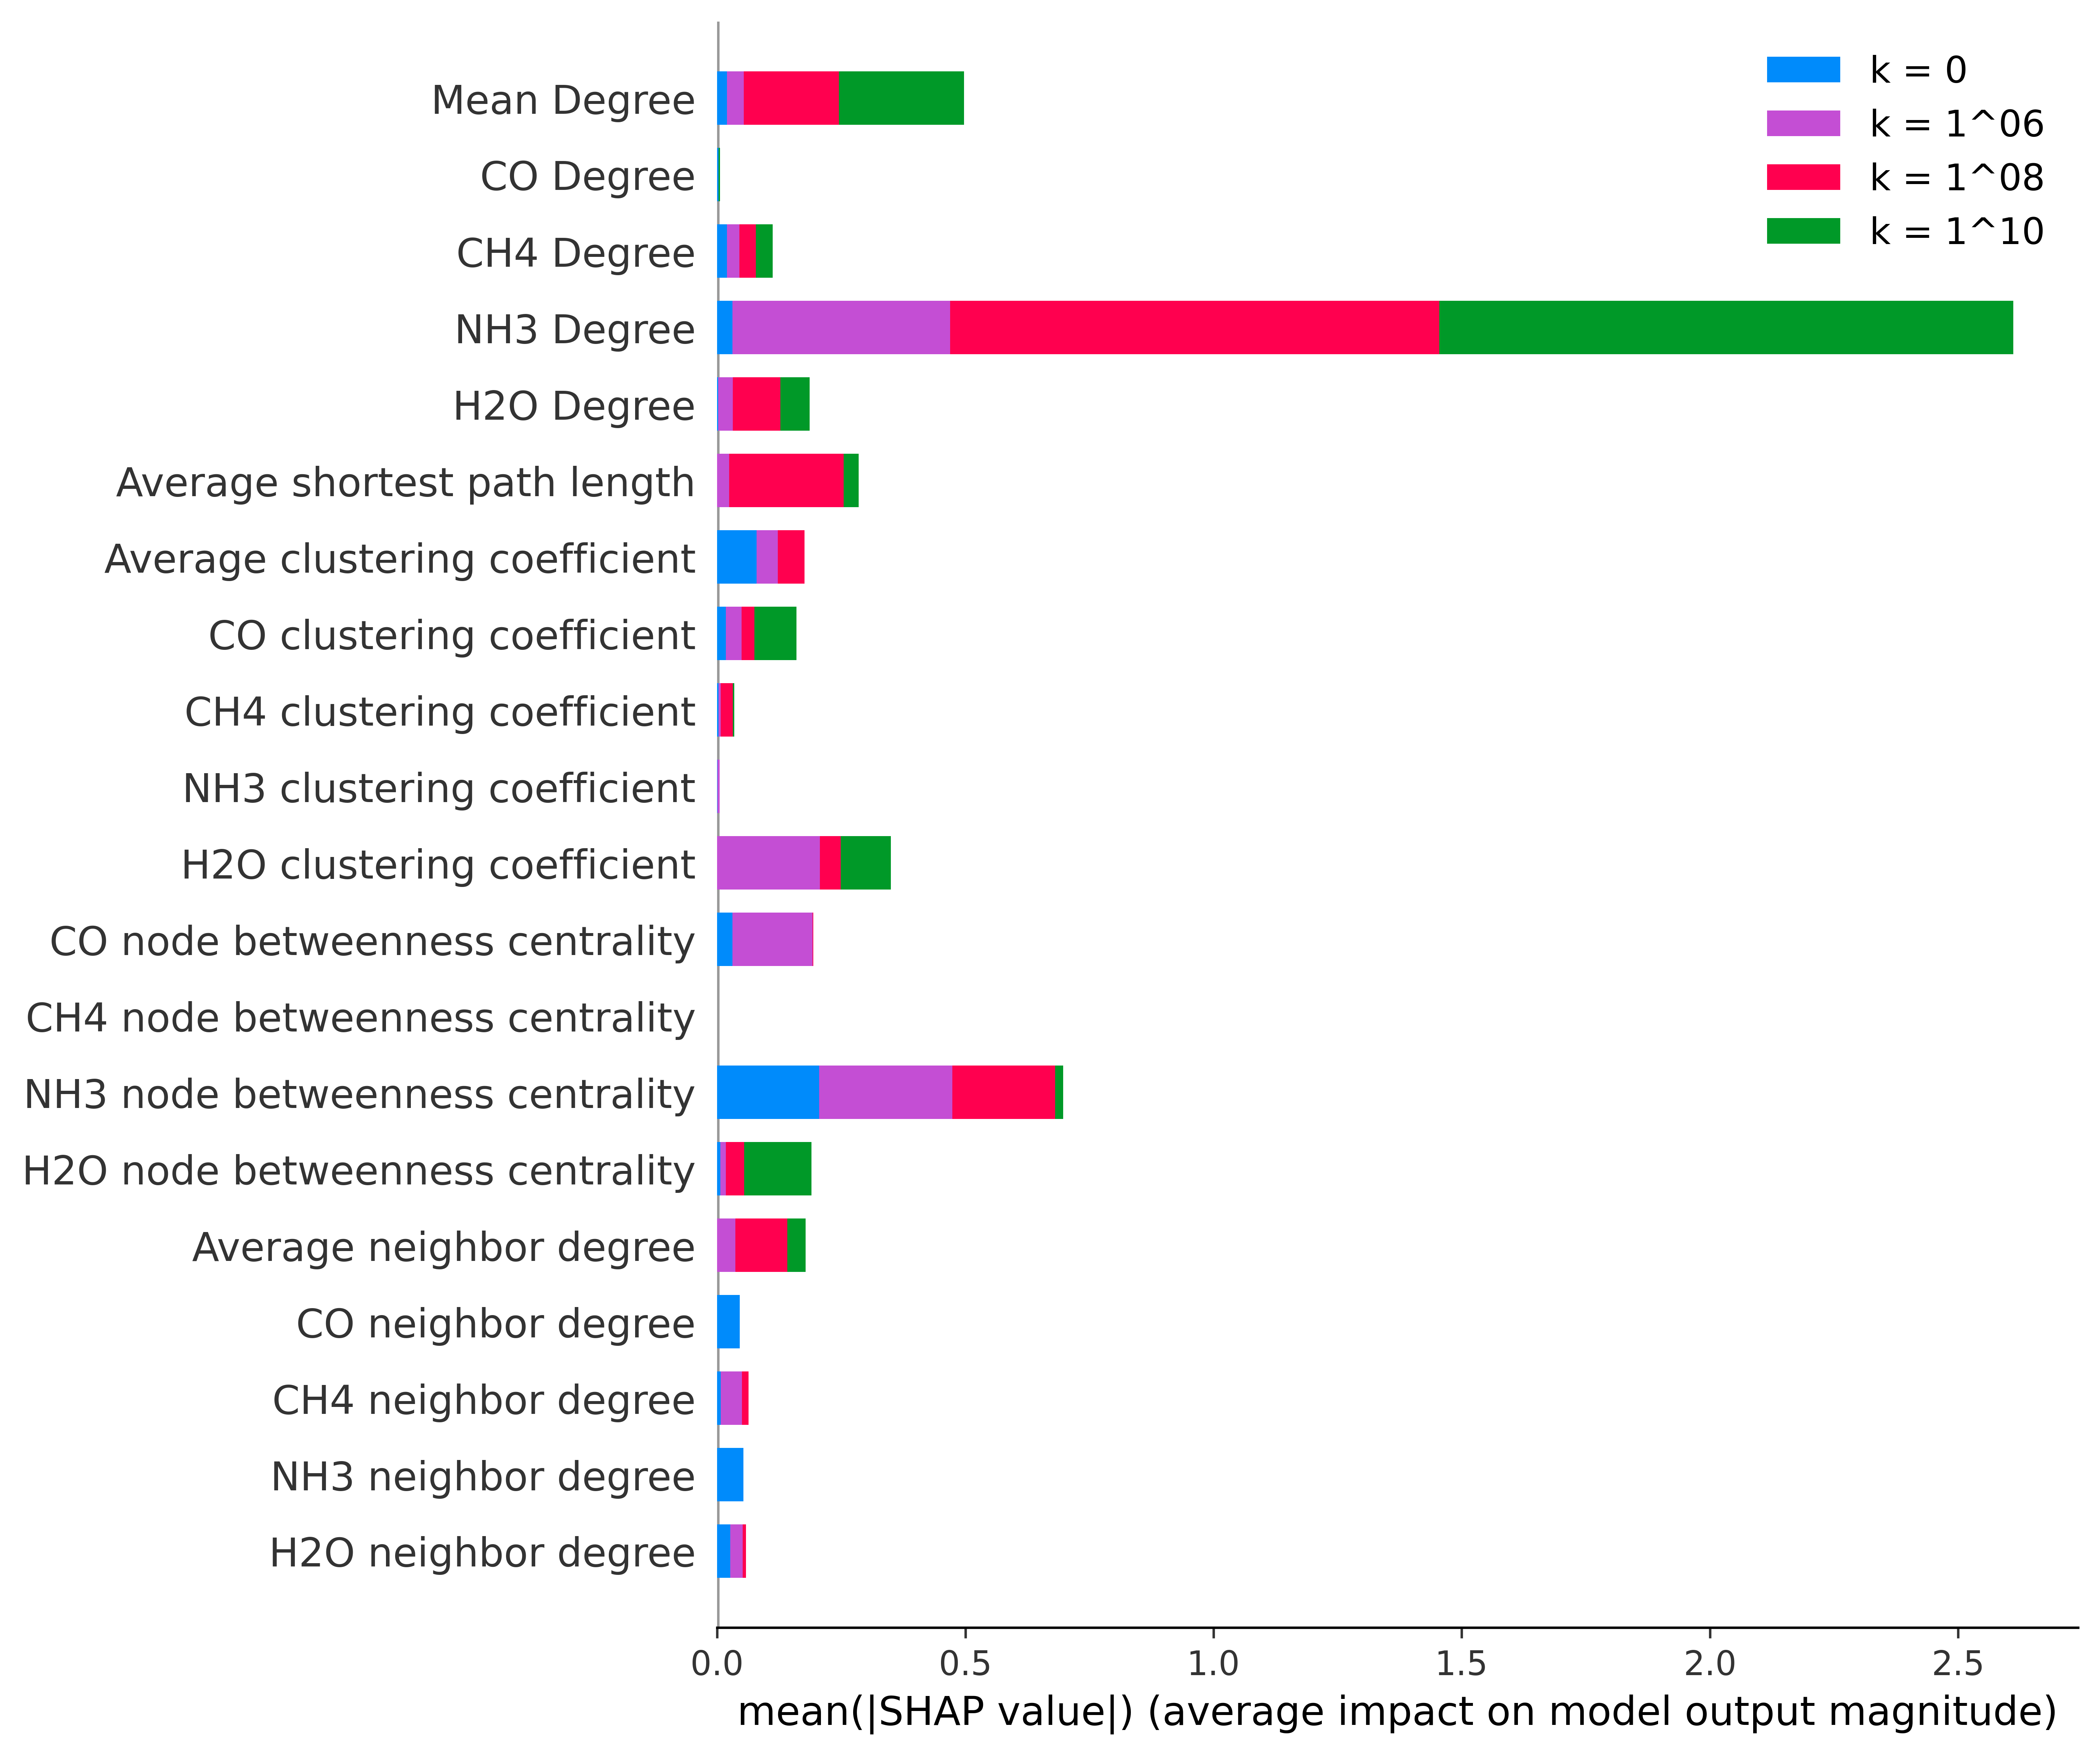 k = 0
k = 1^06
k = 1^08
k = 1^10
Mean Degree
CO Degree
CH4 Degree
NH3 Degree
H2O Degree
Average shortest path length
Average clustering coefficient
CO clustering coefficient
CH4 clustering coefficient
NH3 clustering coefficient
H2O clustering coefficient
CO node betweenness centrality
CH4 node betweenness centrality
NH3 node betweenness centrality
H2O node betweenness centrality
Average neighbor degree
CO neighbor degree
CH4 neighbor degree
NH3 neighbor degree
H2O neighbor degree
0.0 0.5 1.0 1.5 2.0 2.5
mean(|SHAP value|) (average impact on model output magnitude)